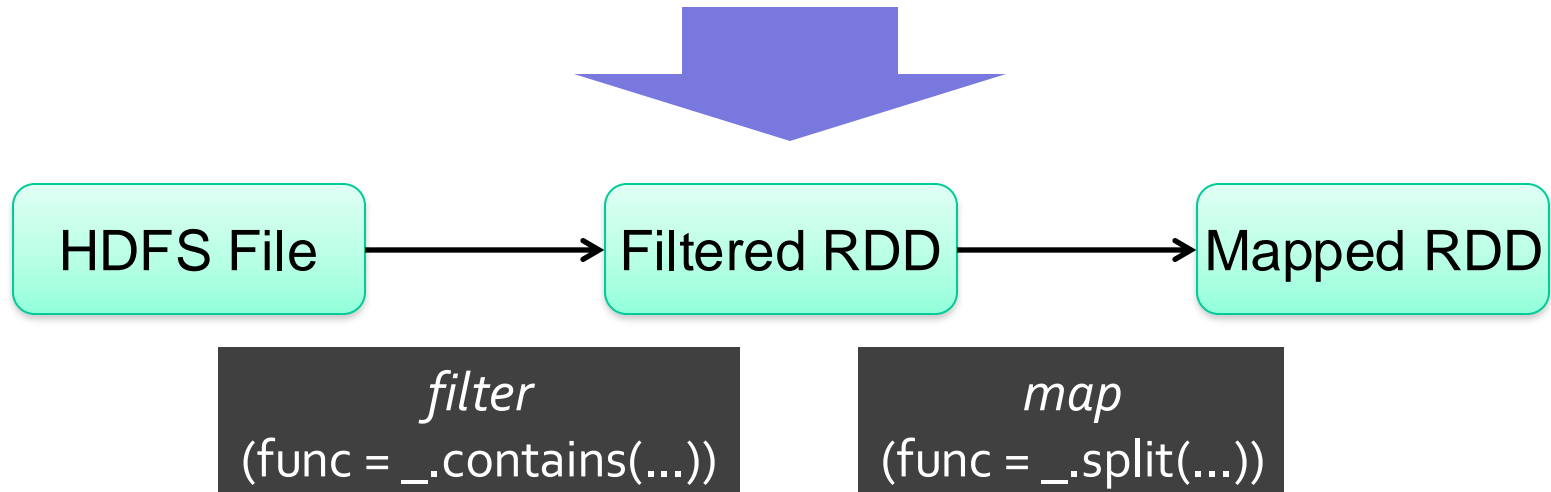 HDFS File
Filtered RDD
Mapped RDD
filter
(func = _.contains(...))
map
(func = _.split(...))